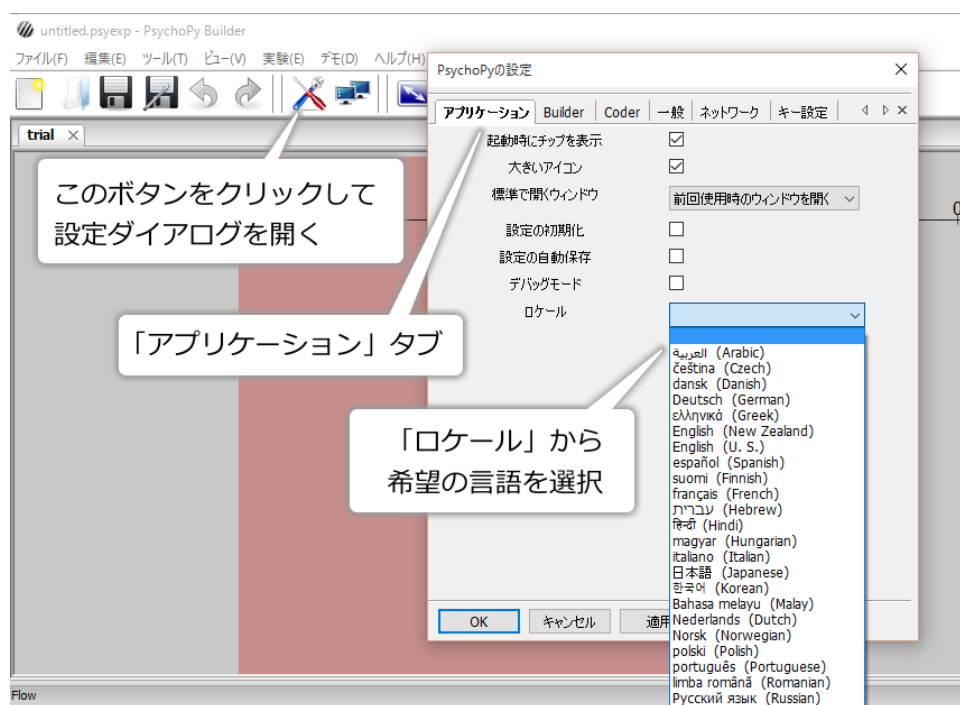 untitled.psyexp - PsychoPy Builder
ファイル(F) 編集(E) ツール(T) ビュー(V) 実験(E) デモ(D) ヘルプ(H)
trial
PsychoPyの設定
アプリケーション Builder Coder 一般 ネットワーク キー設定
起動時にチップを表示
大きいアイコン
標準で開くウィンドウ 前回使用時のウィンドウを開く
設定の初期化
設定の自動保存
デバッグモード
ロケール
このボタンをクリックして
設定ダイアログを開く
「アプリケーション」タブ
「ロケール」から
希望の言語を選択
العربية (Arabic)
čeština (Czech)
dansk (Danish)
Deutsch (German)
ελληνικά (Greek)
English (New Zealand)
English (U. S.)
español (Spanish)
suomi (Finnish)
français (French)
עברית (Hebrew)
हिन्दी (Hindi)
magyar (Hungarian)
italiano (Italian)
日本語 (Japanese)
한국어 (Korean)
Bahasa melayu (Malay)
Nederlands (Dutch)
Norsk (Norwegian)
polski (Polish)
português (Portuguese)
limba română (Romanian)
Русский язык (Russian)
OK キャンセル 適用
Flow
0